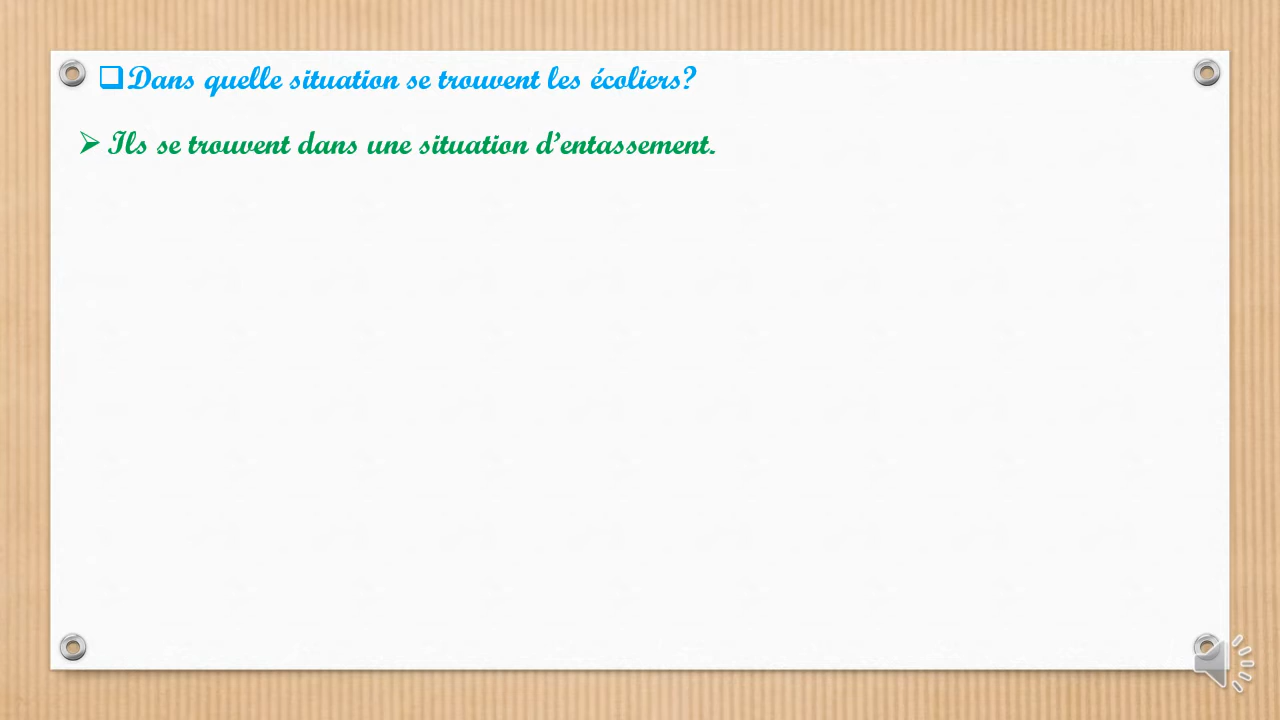 ❑Dans quelle situation se trouvent les écoliers?
➢ Ils se trouvent dans une situation d’entassement.